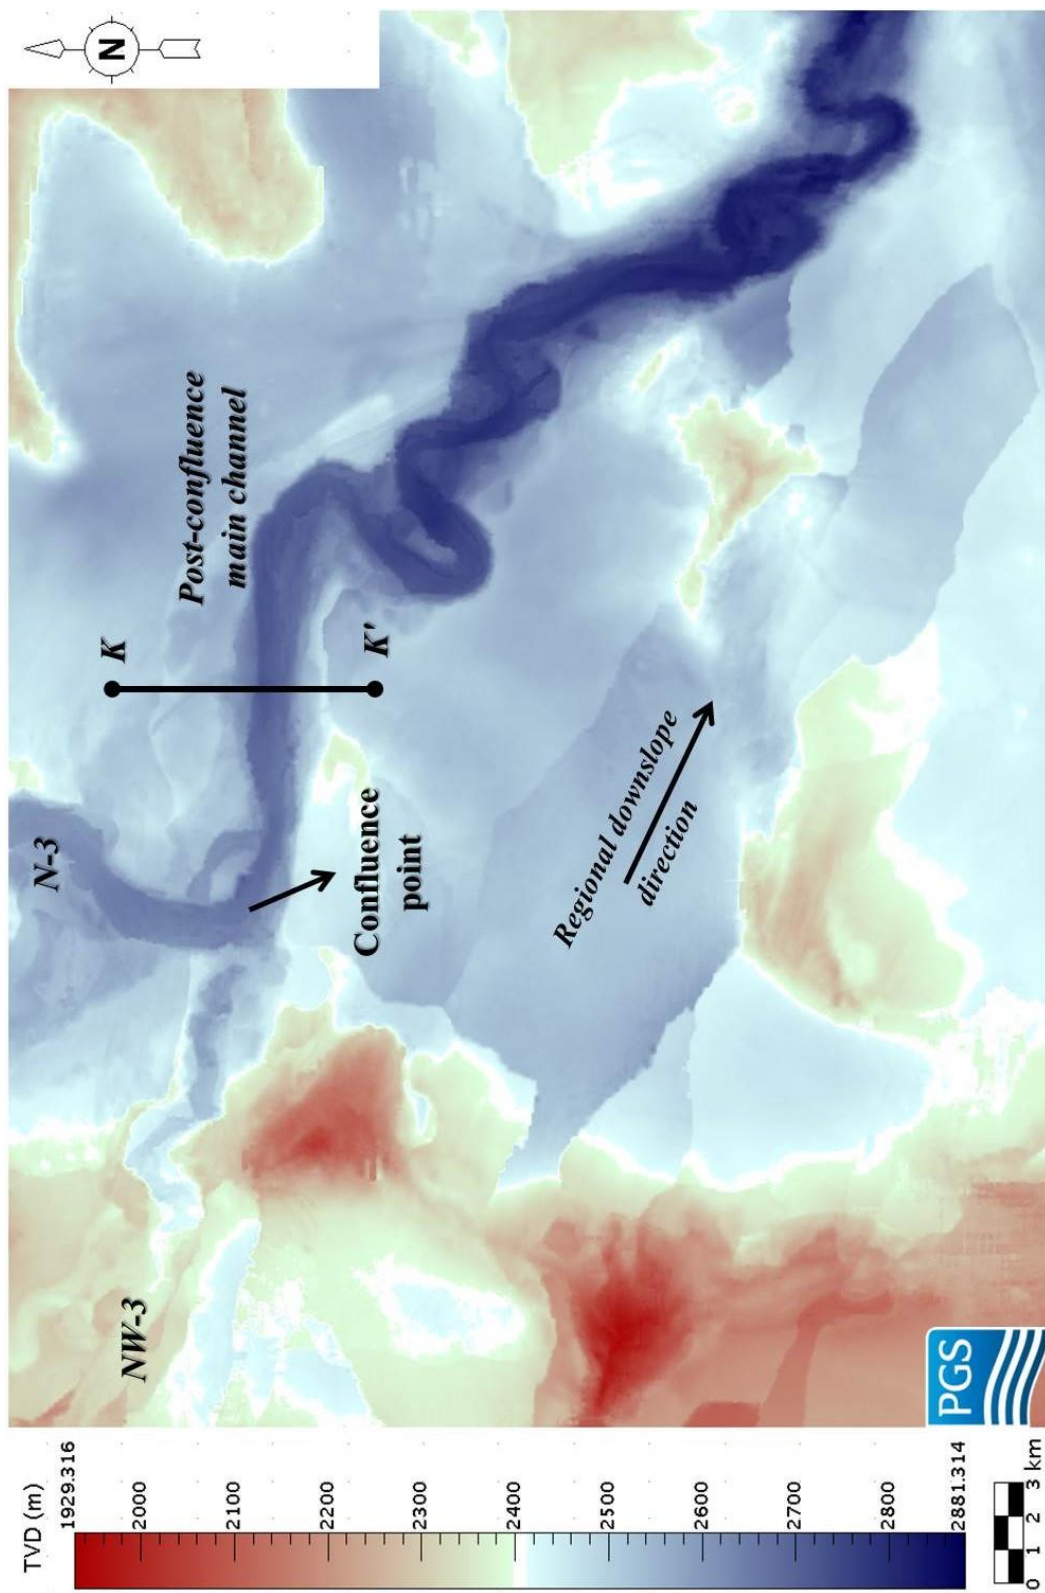 N
N-3
NW-3
K
K'
Post-confluence
main channel
Confluence
point
Regional downslope
direction
PGS
TVD (m)
1929.316
2000
2100
2200
2300
2400
2500
2600
2700
2800
2881.314
0 1 2 3 km